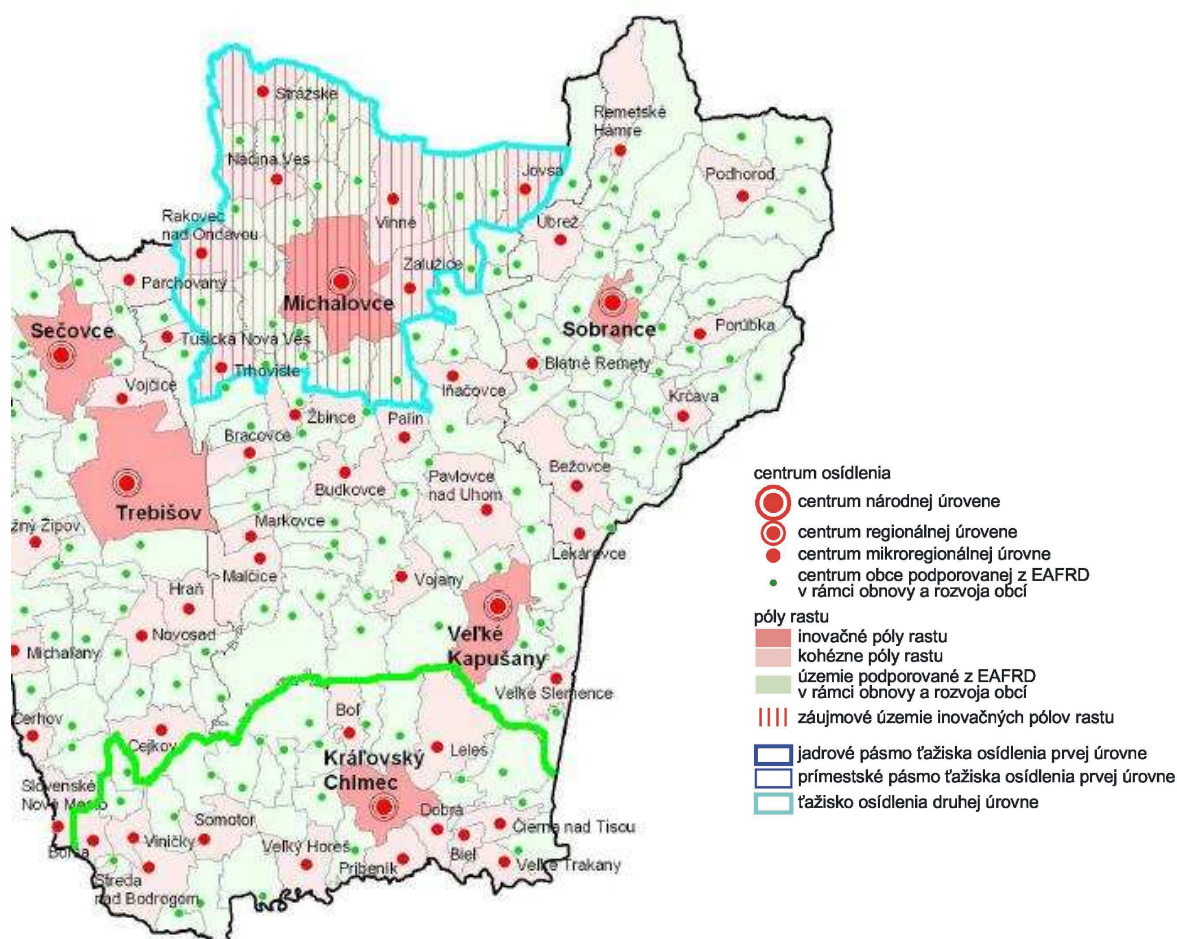 Strážske
Remetské
Hámre
Nacina Ves
Jovsa
Podhoroď
Rakovec
nad Ondavou
Vinné
Úbrež
Parchovany
Zalužice
Michalovce
Sečovce
Sobrance
Porúbka
Tušická Nová Ves
Trhovište
Blatné Remety
Vojčice
Iňačovce
Krčava
Žbince
Palín
Bracovce
Bežovce
Budkovce
Pavlovce
nad Uhom
Trebišov
Markovce
žný Žipov
Lekárovce
Malčice
Vojany
Hraň
Novosad
Veľké
Kapušany
Michaľany
Veľké Slemence
Cerhov
Boľ
Cejkov
Leles
Kráľovský
Chlmec
Slovenské
Nové Mesto
Somotor
Dobrá
Čierna nad Tisou
Borša
Viničky
Veľký Horeš
Biel
Pribeník
Veľké Trakany
Streda
nad Bodrogom
centrum osídlenia
centrum národnej úrovene
centrum regionálnej úrovene
centrum mikroregionálnej úrovne
centrum obce podporovanej z EAFRD
v rámci obnovy a rozvoja obcí
póly rastu
inovačné póly rastu
kohézne póly rastu
územie podporované z EAFRD
v rámci obnovy a rozvoja obcí
záujmové územie inovačných pólov rastu
jadrové pásmo ťažiska osídlenia prvej úrovne
prímestské pásmo ťažiska osídlenia prvej úrovne
ťažisko osídlenia druhej úrovne